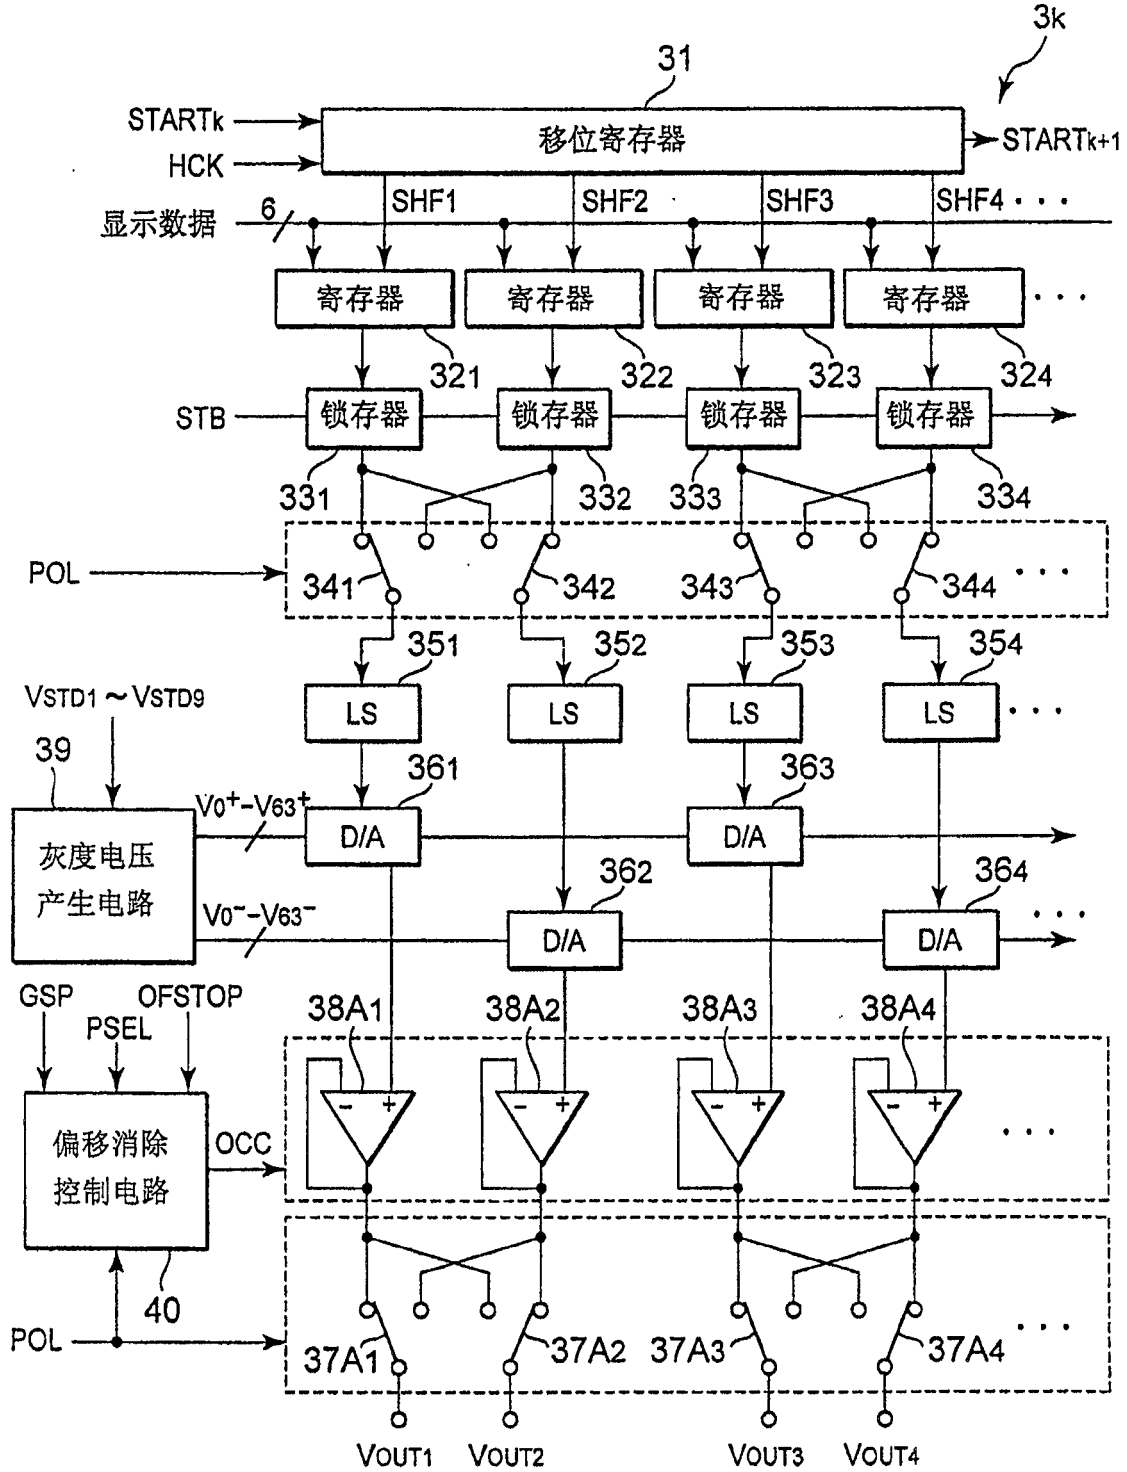 3k
31
STARTk
移位寄存器
STARTk+1
HCK
SHF1 SHF2 SHF3 SHF4 · · ·
显示数据 6
寄存器 寄存器 寄存器 寄存器 · · ·
321 322 323 324
STB 锁存器 锁存器 锁存器 锁存器
331 332 333 334
POL 341 342 343 344 · · ·
351 352 353 354
LS LS LS LS · · ·
VSTD1～VSTD9
39 361 363
V0+–V63+ D/A D/A
灰度电压
产生电路
362 364
V0−–V63− D/A D/A · · ·
GSP PSEL OFSTOP
38A1 38A2 38A3 38A4
− + − + − + − + · · ·
偏移消除
控制电路
OCC
40
POL 37A1 37A2 37A3 37A4 · · ·
VOUT1 VOUT2 VOUT3 VOUT4